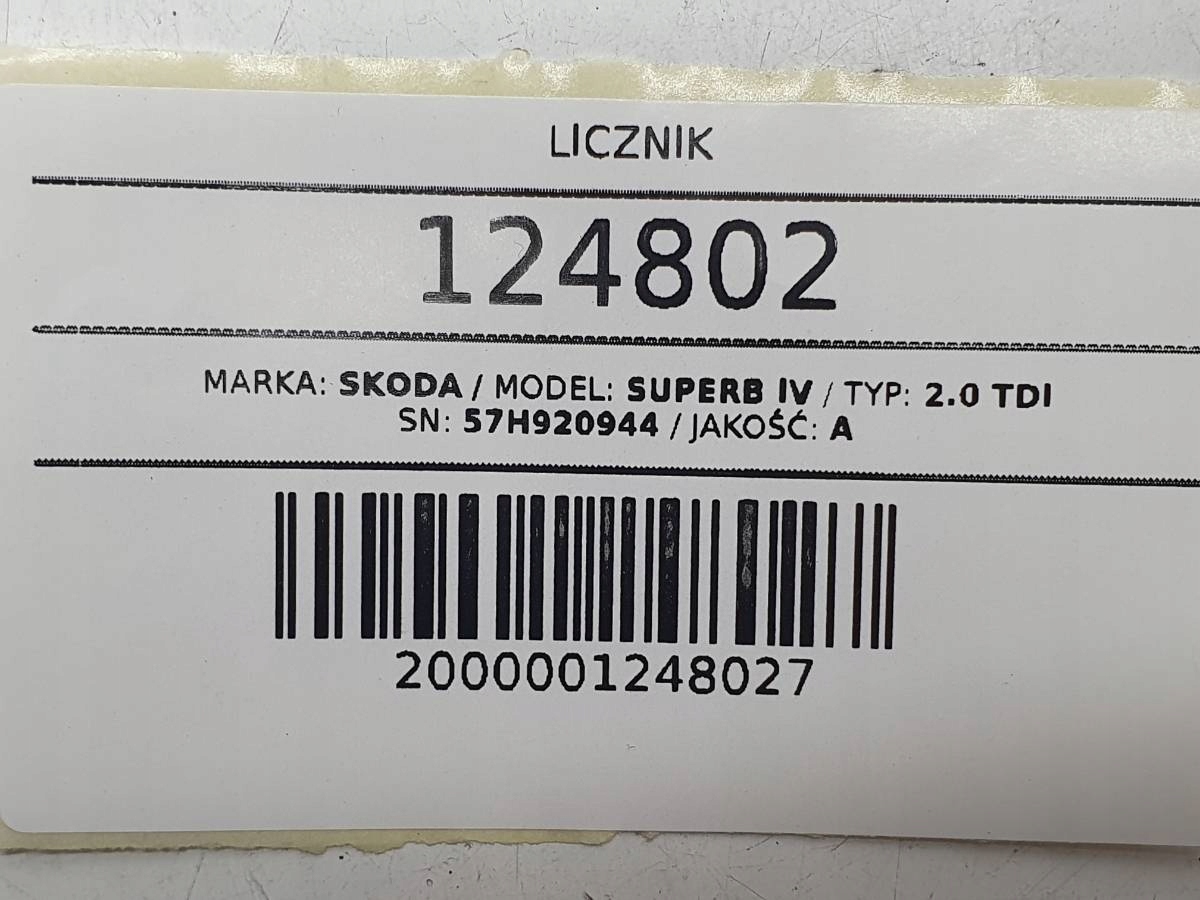 LICZNIK
124802
MARKA: SKODA / MODEL: SUPERB IV / TYP: 2.0 TDI
SN: 57H920944 / JAKOŚĆ: A
2000001248027